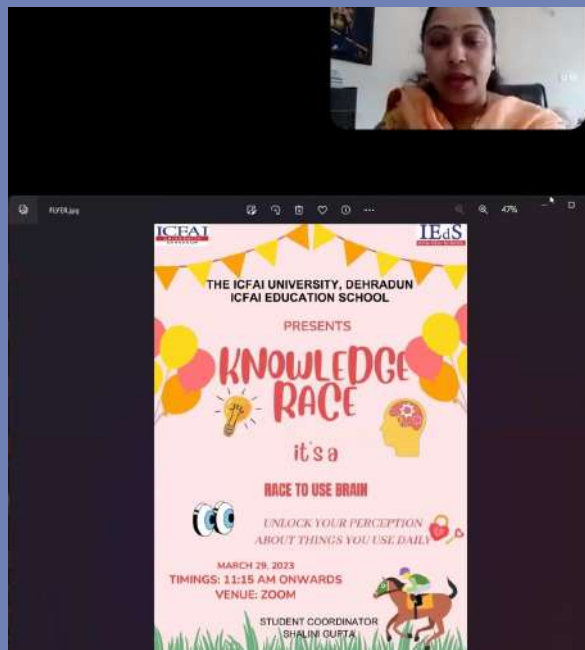 FLYER.jpg
47%
ICFAI
UNIVERSITY
IEdS
THE ICFAI UNIVERSITY, DEHRADUN
ICFAI EDUCATION SCHOOL
PRESENTS
KNOWLEDGE
RACE
it's a
RACE TO USE BRAIN
UNLOCK YOUR PERCEPTION
ABOUT THINGS YOU USE DAILY
MARCH 29, 2023
TIMINGS: 11:15 AM ONWARDS
VENUE: ZOOM
STUDENT COORDINATOR
SHALINI GUPTA